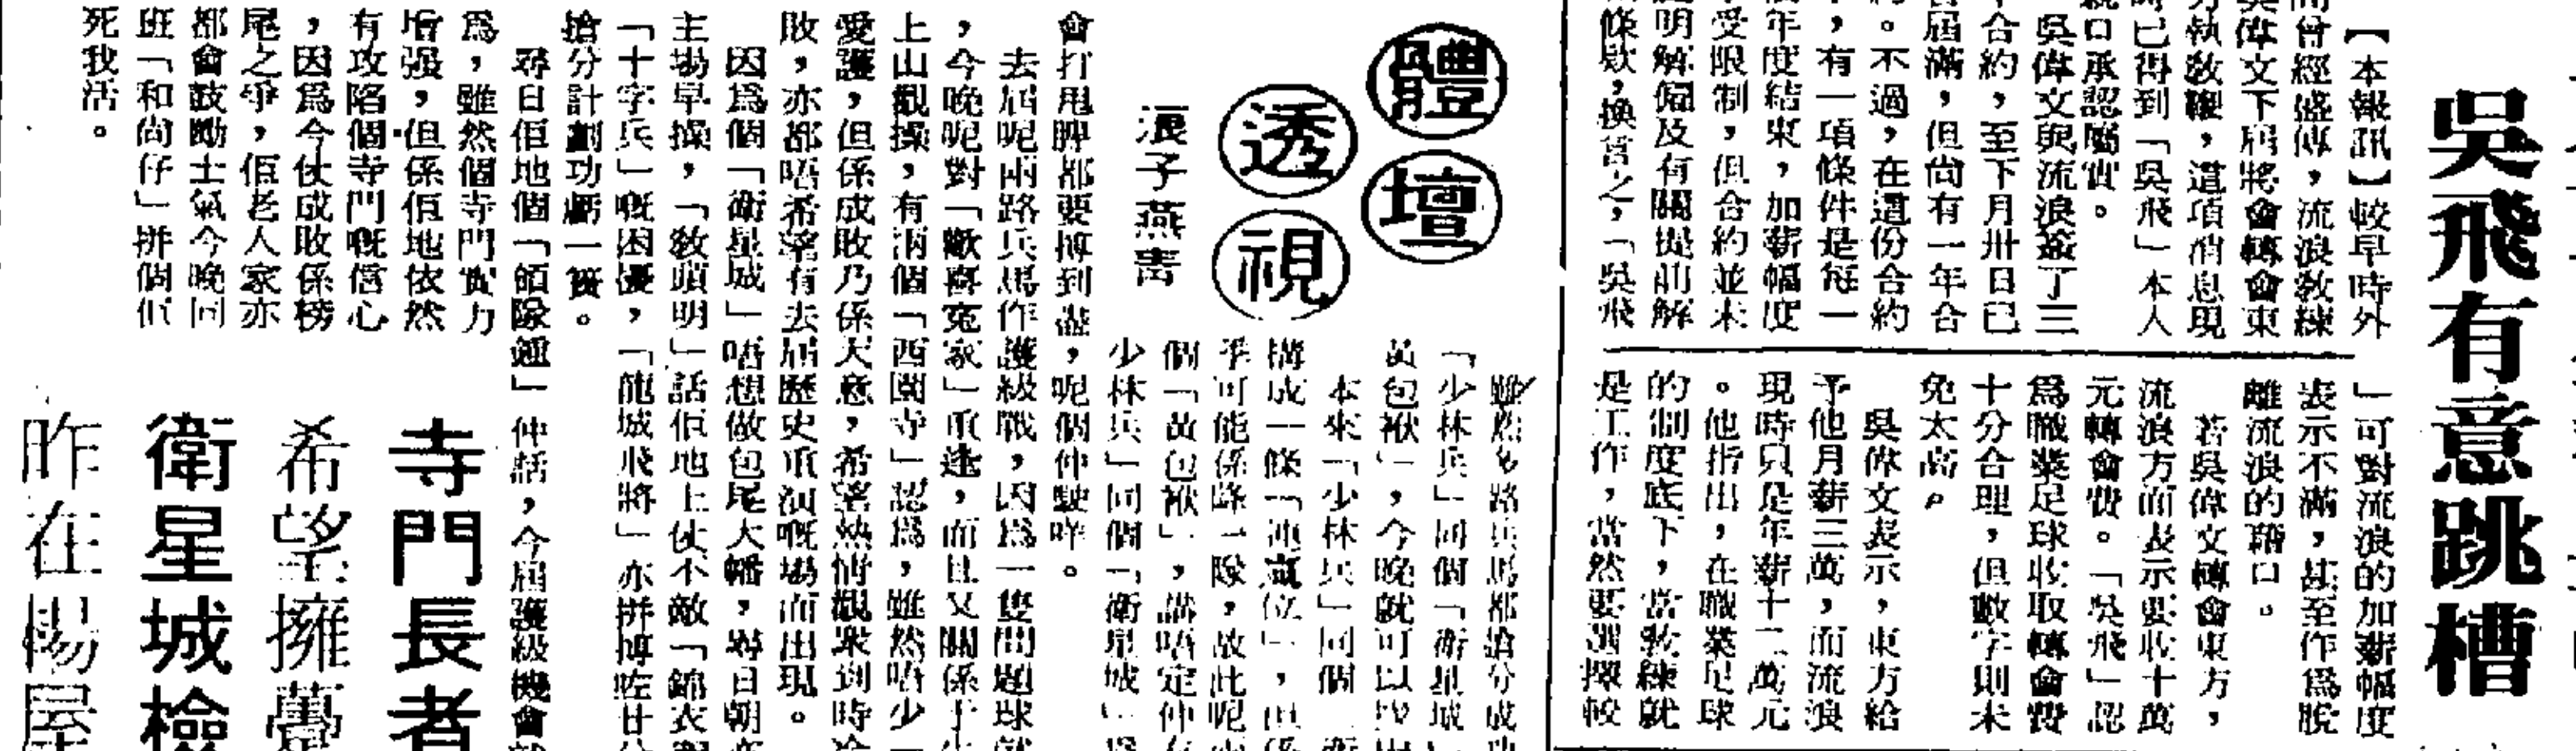 吳飛有意跳槽
【本報訊】較早時外
間曾經盛傳,流浪教練
吳偉文下屆將會轉會東
方執教鞭,這項消息現
時已得到「吳飛」本人
親口承認屬實。
吳偉文與流浪簽了三
年合約,至下月卅日已
屆滿,但尚有一年合
約。不過,在這份合約
,有一項條件是每一
年度結束,加薪幅度
受限制,但合約並未
明解僱及有關提前解
條欵,換言之,「吳飛
」可對流浪的加薪幅度
表示不滿,甚至作爲脫
離流浪的藉口。
若吳偉文轉會東方,
流浪方面表示要收十萬
元轉會費。「吳飛」認
爲職業足球收取轉會費
十分合理,但數字則未
免太高。
吳偉文表示,東方給
予他月薪三萬,而流浪
現時只是年薪十二萬元
。他指出,在職業足球
的制度底下,當教練就
是工作,當然要選擇較
體壇
透視
浪子燕青
雖然多路兵馬都搶分成功
「少林兵」同個「衛星城」
黃包袱」,今晚就可以
本來「少林兵」同個
構成一條「連贏位」,但係
乎可能係降一隊,故此呢
個「黃包袱」,講唔定仲
少林兵」同個「衛星城」
會打甩脾都要搏到盡,呢個仲駛咩。
去屆呢兩路兵馬作護級戰,因爲一隻問題球
,今晚呢對「歡喜寃家」重逢,而且又關係于
上山觀操,有兩個「西園寺」認爲,雖然唔少
愛護,但係成敗乃係天意,希望熱情觀衆到時
敗,亦都唔希望有去屆歷史重演嘅場面出現。
因爲個「衛星城」唔想做包尾大幡,尋日朝
主場早操,「敎頭明」話佢地上仗不敵「錦衣
「十字兵」嘅困擾,「龍城飛將」亦拼搏咗廿分
搶分計劃功虧一簣。
尋日佢地個「領隊鍾」仲話,今屆護級機會
爲,雖然個寺門實力
增强,但係佢地依然
有攻陷個寺門嘅信心
,因爲今仗成敗係榜
尾之爭,佢老人家亦
都會鼓勵士氣今晚同
班「和尚仔」拼個你
死我活。
寺門長者
希望擁躉
衛星城檢
昨在楊屋